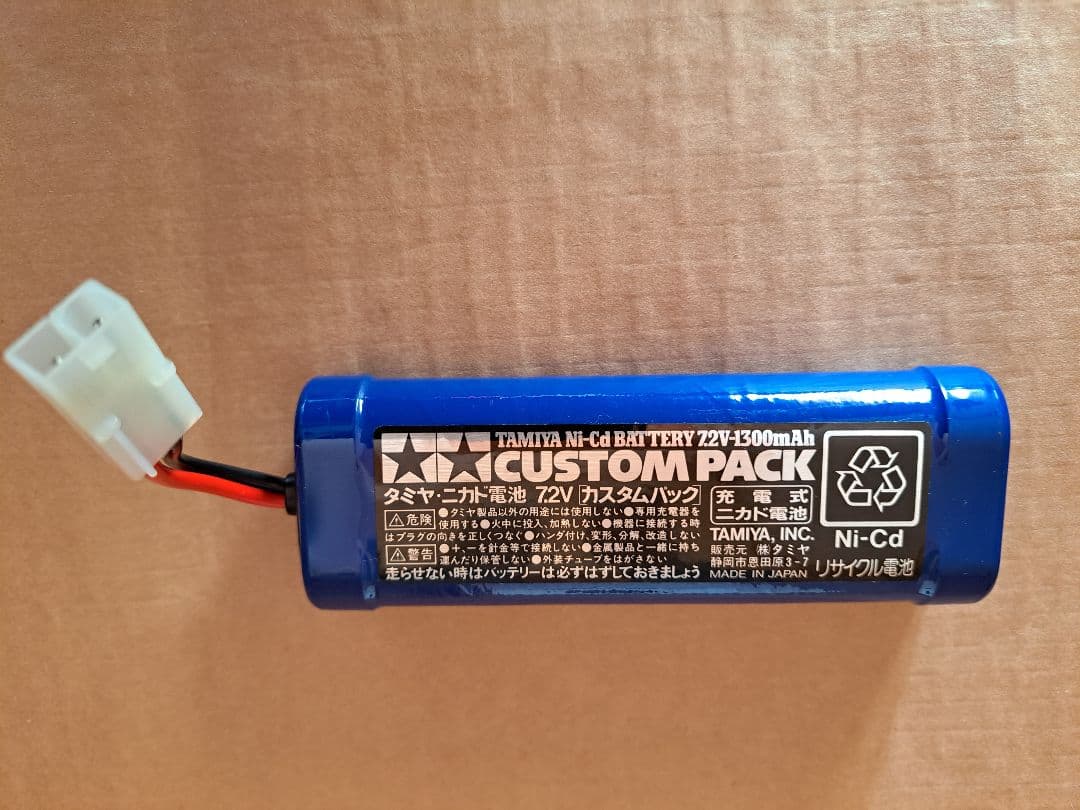 TAMIYA Ni-Cd BATTERY 7.2V-1300mAh
CUSTOM PACK
タミヤ・ニカド電池 7.2V [カスタムパック]
⚠危険 ●タミヤ製品以外の用途には使用しない●専用充電器を
使用する●火中に投入、加熱しない●機器に接続する時
はプラグの向きを正しくつなぐ●ハンダ付け、変形、分解、改造しない
⚠警告 ●+、−を針金等で接続しない●金属製品と一緒に持ち
運んだり保管しない●外装チューブをはがさない
走らせない時はバッテリーは必ずはずしておきましょう
充電式
ニカド電池
TAMIYA, INC.
販売元 ㈱タミヤ
静岡市恩田原3-7
MADE IN JAPAN
Ni-Cd
リサイクル電池